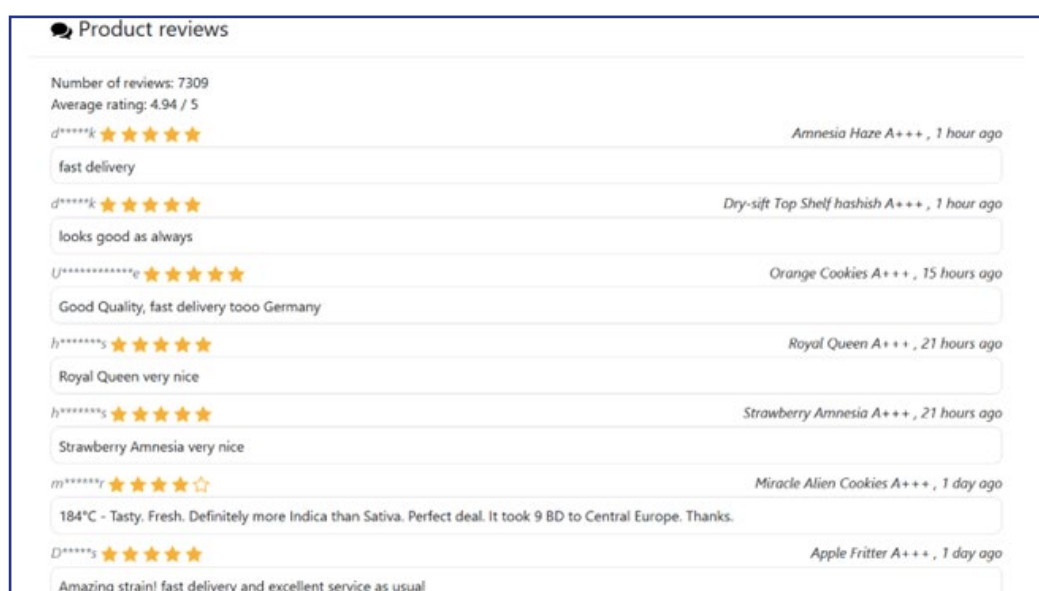 Product reviews
Number of reviews: 7309
Average rating: 4.94 / 5
d*****k Amnesia Haze A+++ , 1 hour ago
fast delivery
d*****k Dry-sift Top Shelf hashish A+++ , 1 hour ago
looks good as always
U************e Orange Cookies A+++ , 15 hours ago
Good Quality, fast delivery tooo Germany
h*******s Royal Queen A+++ , 21 hours ago
Royal Queen very nice
h*******s Strawberry Amnesia A+++ , 21 hours ago
Strawberry Amnesia very nice
m******r Miracle Alien Cookies A+++ , 1 day ago
184°C - Tasty. Fresh. Definitely more Indica than Sativa. Perfect deal. It took 9 BD to Central Europe. Thanks.
D*****s Apple Fritter A+++ , 1 day ago
Amazing strain! fast delivery and excellent service as usual